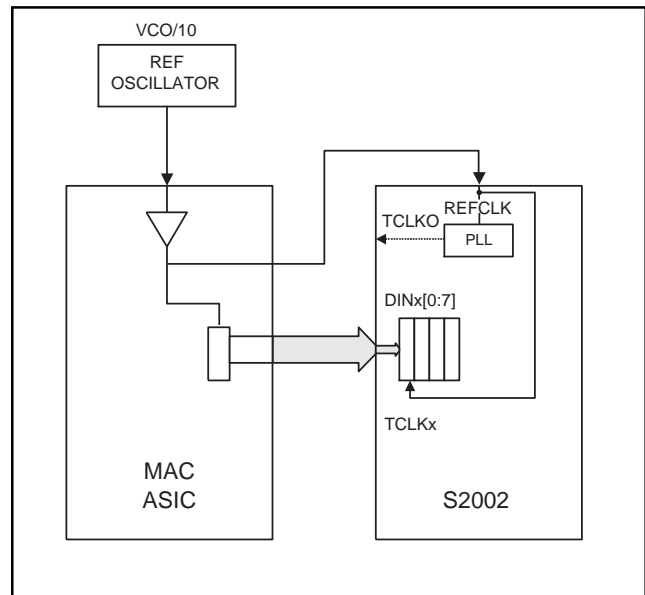 VCO/10
REF
OSCILLATOR
REFCLK
TCLKO
PLL
DINx[0:7]
TCLKx
MAC
ASIC
S2002